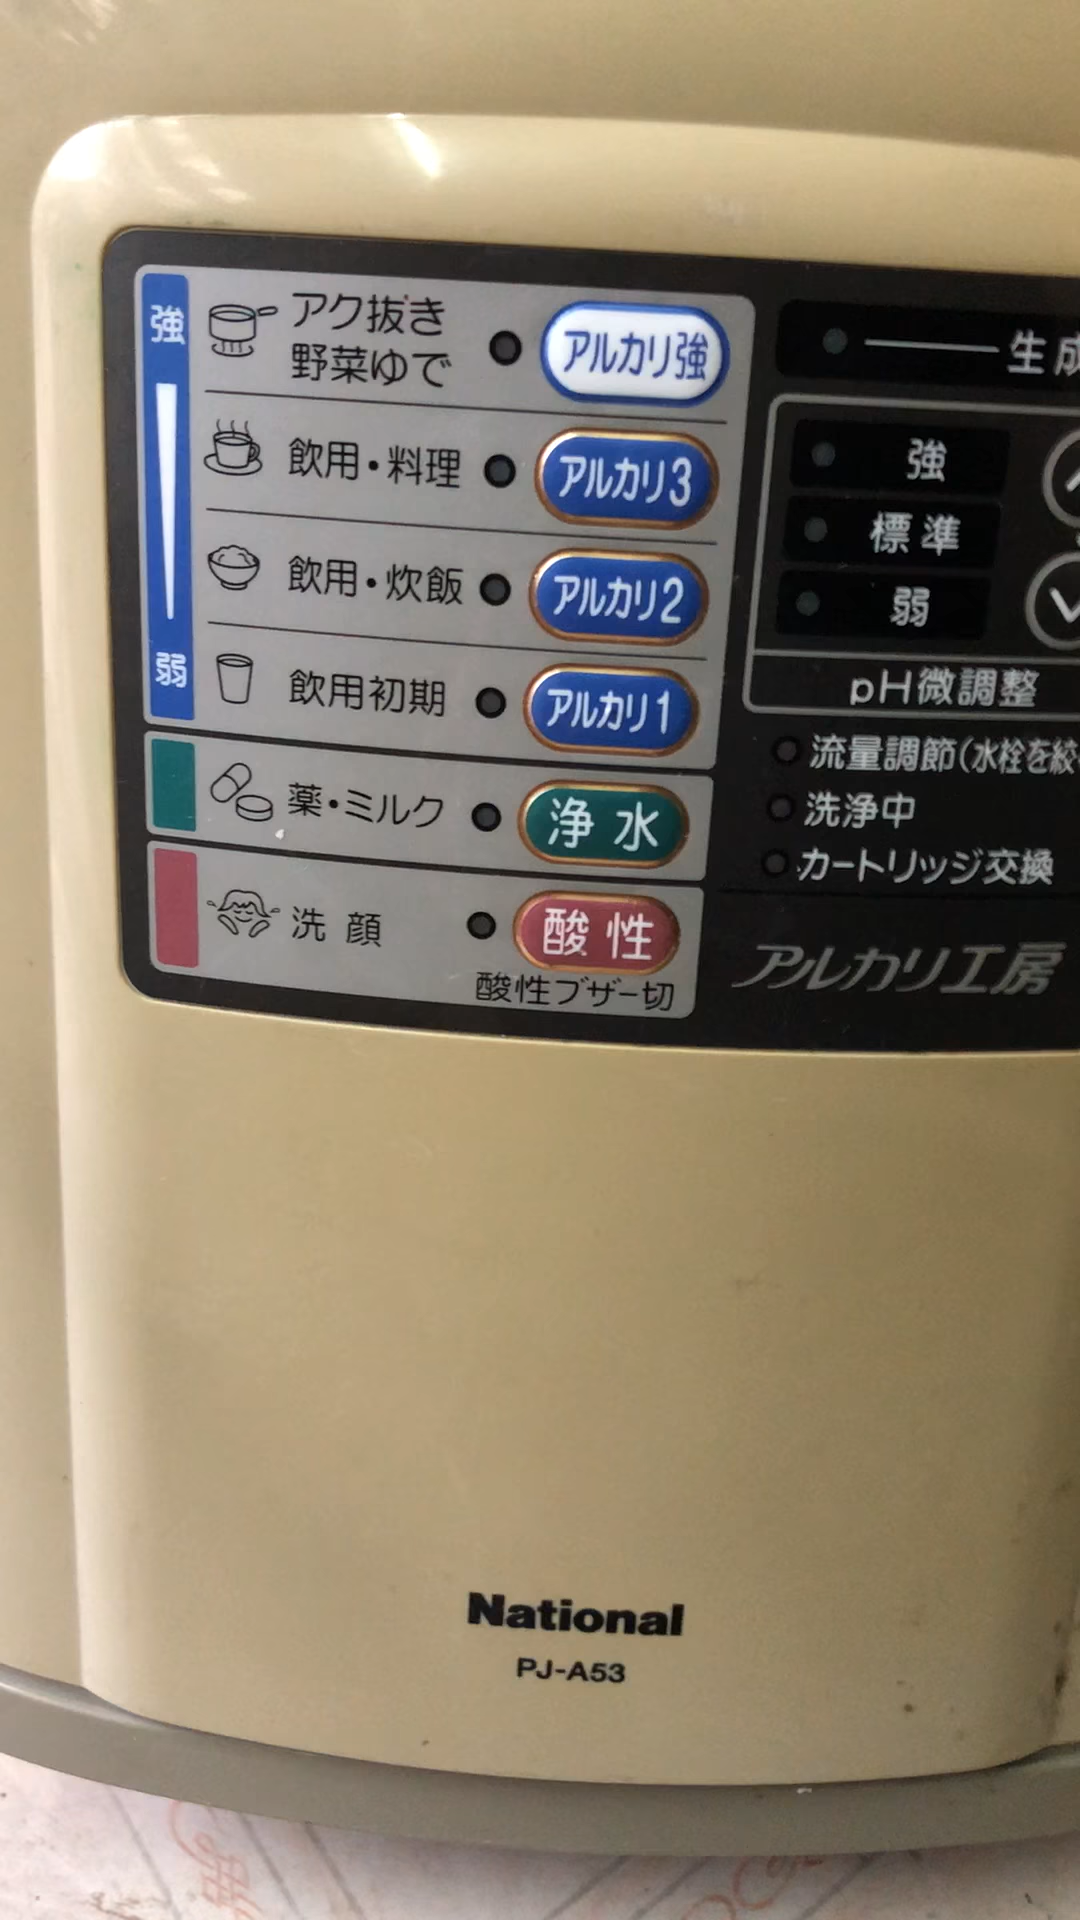 強
アク抜き
野菜ゆで
アルカリ強
飲用・料理
アルカリ3
飲用・炊飯
アルカリ2
弱
飲用初期
アルカリ1
薬・ミルク
浄水
洗顔
酸性
酸性ブザー切
生成
強
標準
弱
pH微調整
流量調節(水栓を絞
洗浄中
カートリッジ交換
アルカリ工房
National
PJ-A53